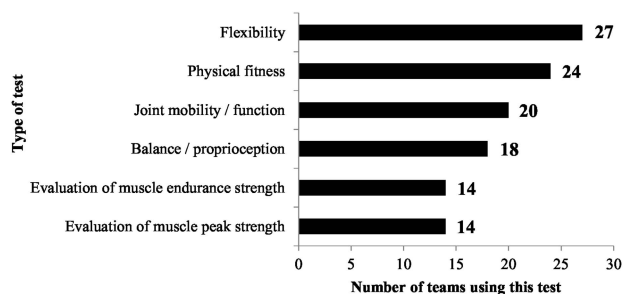 Type of test
Flexibility 27
Physical fitness 24
Joint mobility / function 20
Balance / proprioception 18
Evaluation of muscle endurance strength 14
Evaluation of muscle peak strength 14
0 5 10 15 20 25 30
Number of teams using this test